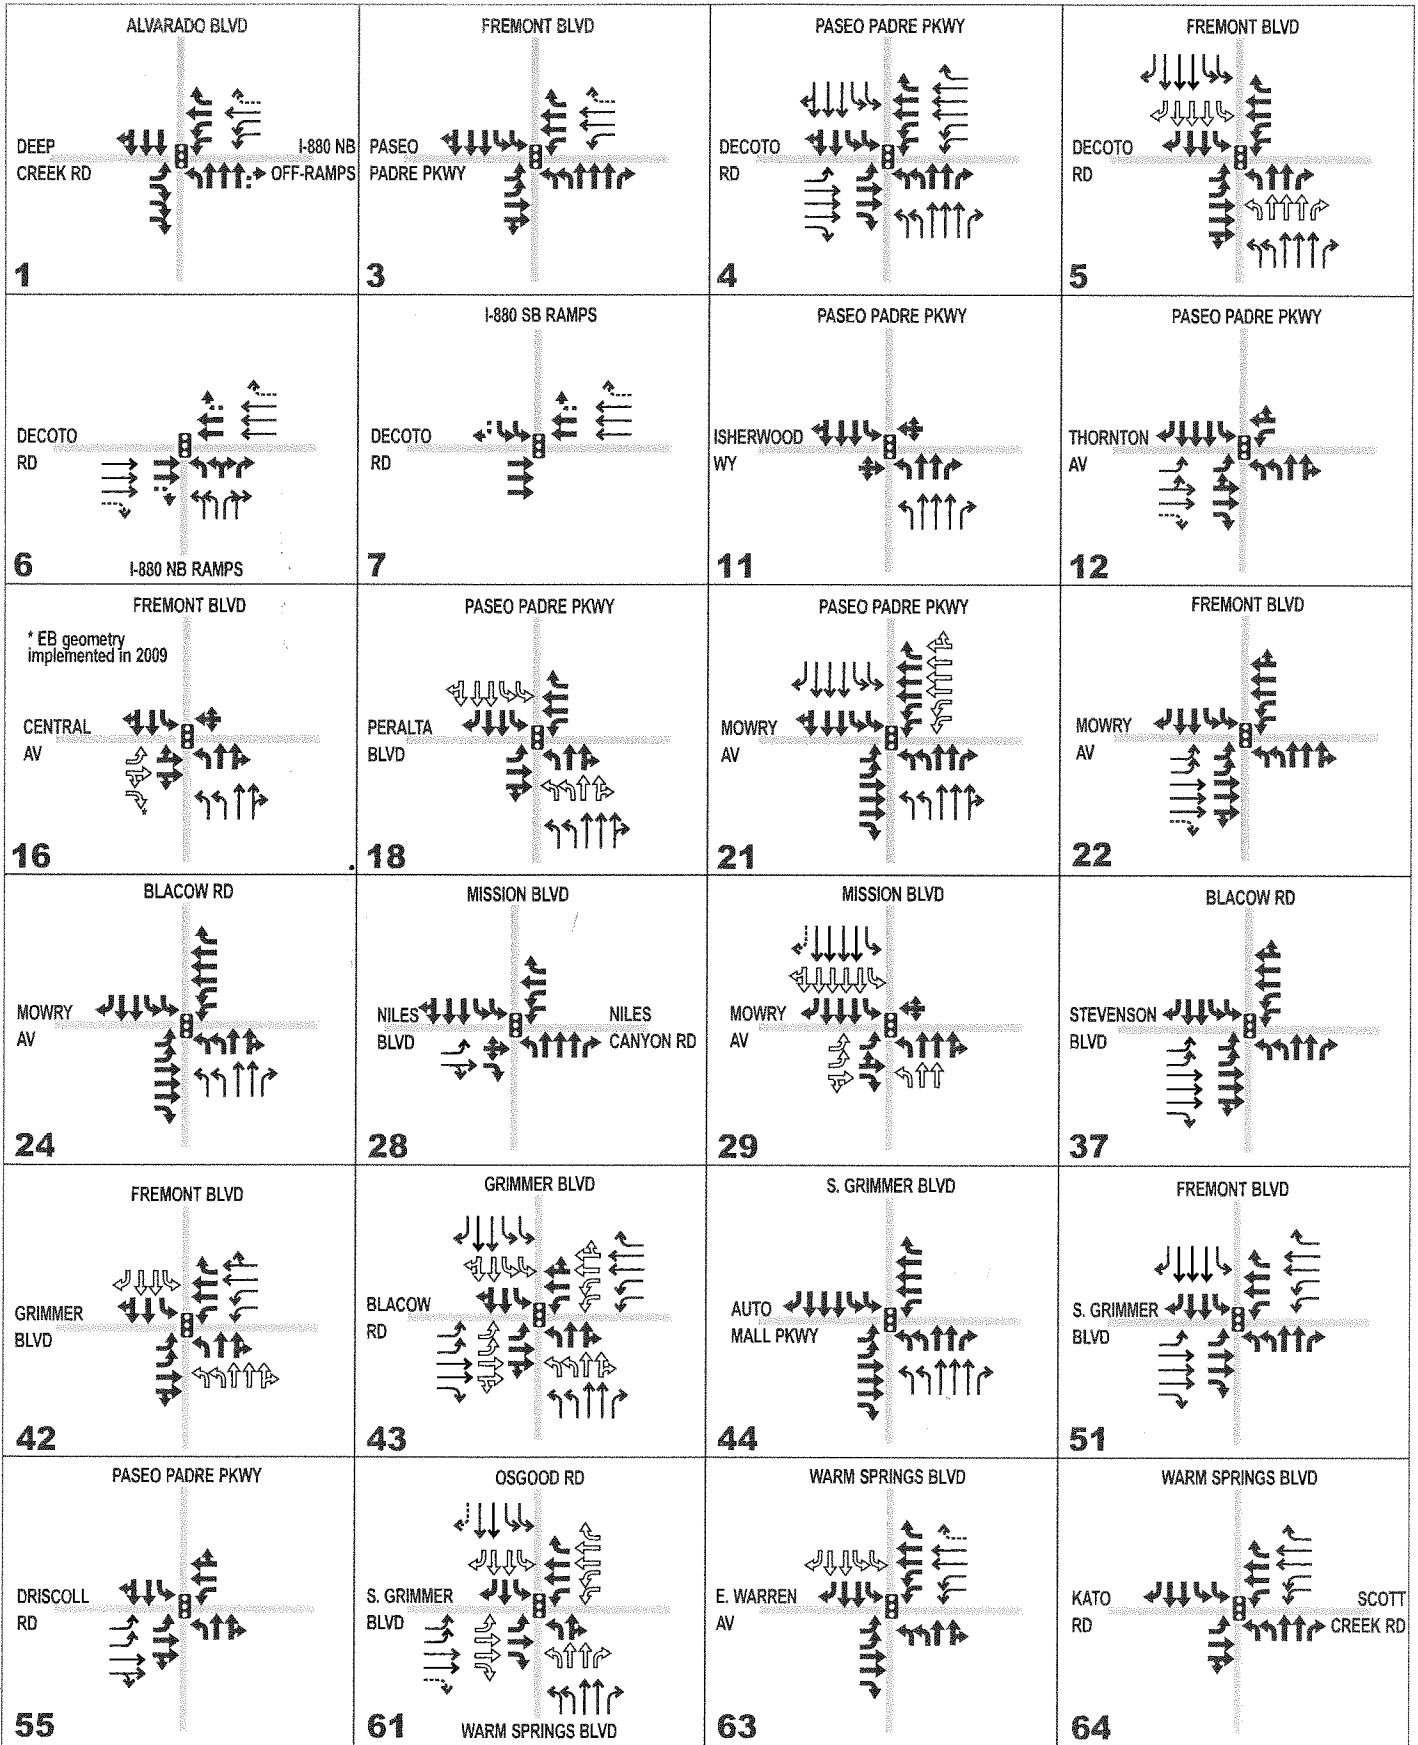 ALVARADO BLVD
DEEP
CREEK RD
I-880 NB
OFF-RAMPS
1
FREMONT BLVD
PASEO
PADRE PKWY
3
PASEO PADRE PKWY
DECOTO
RD
4
FREMONT BLVD
DECOTO
RD
5
DECOTO
RD
6
I-880 NB RAMPS
I-880 SB RAMPS
DECOTO
RD
7
PASEO PADRE PKWY
ISHERWOOD
WY
11
PASEO PADRE PKWY
THORNTON
AV
12
FREMONT BLVD
* EB geometry
implemented in 2009
CENTRAL
AV
*
16
PASEO PADRE PKWY
PERALTA
BLVD
18
PASEO PADRE PKWY
MOWRY
AV
21
FREMONT BLVD
MOWRY
AV
22
BLACOW RD
MOWRY
AV
24
MISSION BLVD
NILES
BLVD
NILES
CANYON RD
28
MISSION BLVD
MOWRY
AV
29
BLACOW RD
STEVENSON
BLVD
37
FREMONT BLVD
GRIMMER
BLVD
42
GRIMMER BLVD
BLACOW
RD
43
S. GRIMMER BLVD
AUTO
MALL PKWY
44
FREMONT BLVD
S. GRIMMER
BLVD
51
PASEO PADRE PKWY
DRISCOLL
RD
55
OSGOOD RD
S. GRIMMER
BLVD
61
WARM SPRINGS BLVD
WARM SPRINGS BLVD
E. WARREN
AV
63
WARM SPRINGS BLVD
KATO
RD
SCOTT
CREEK RD
64